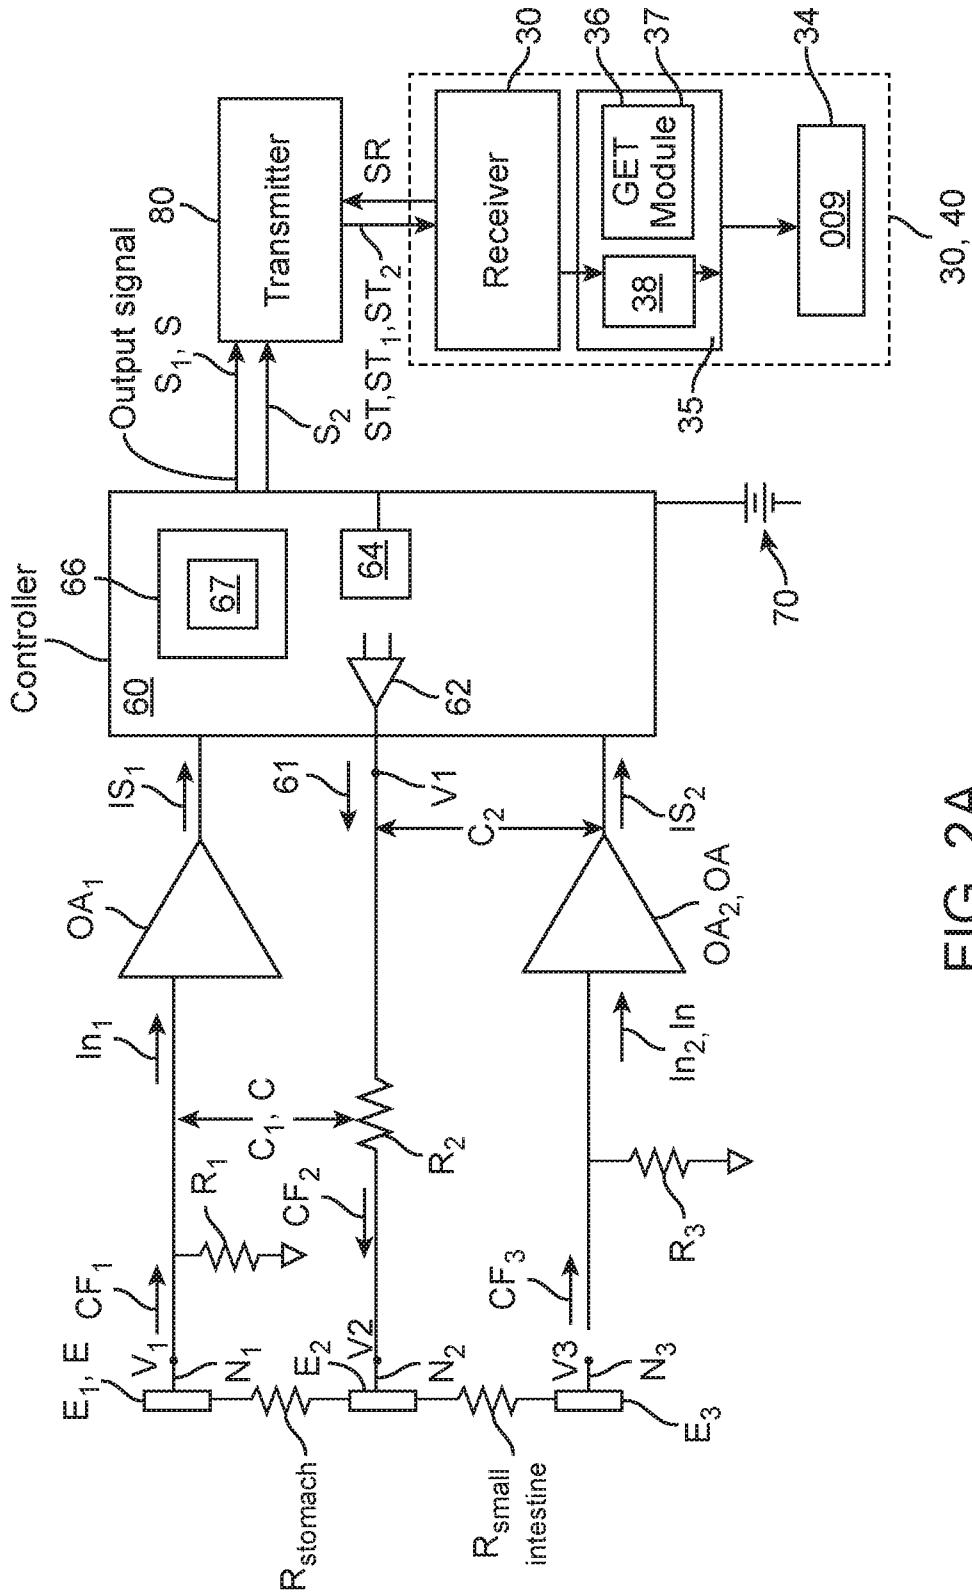 Controller
60
66
67
64
62
70
Output signal
S1, S
S2
80
Transmitter
SR
ST, ST1, ST2
30
Receiver
36
37
GET
Module
38
35
34
009
30, 40
IS1
OA1
In1
61
V1
C2
IS2
OA2, OA
In2, In
C1, C
R2
CF2
R1
CF1
E1, E
V1
N1
E2
V2
N2
CF3
R3
V3
N3
E3
Rstomach
Rsmall
intestine
FIG. 2A